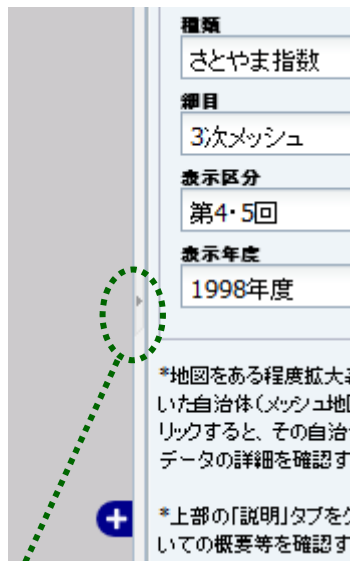 種類
さとやま指数
細目
3次メッシュ
表示区分
第4・5回
表示年度
1998年度
*地図をある程度拡大
いた自治体(メッシュ地
リックすると、その自治
データの詳細を確認す
*上部の「説明」タブを
いての概要等を確認す